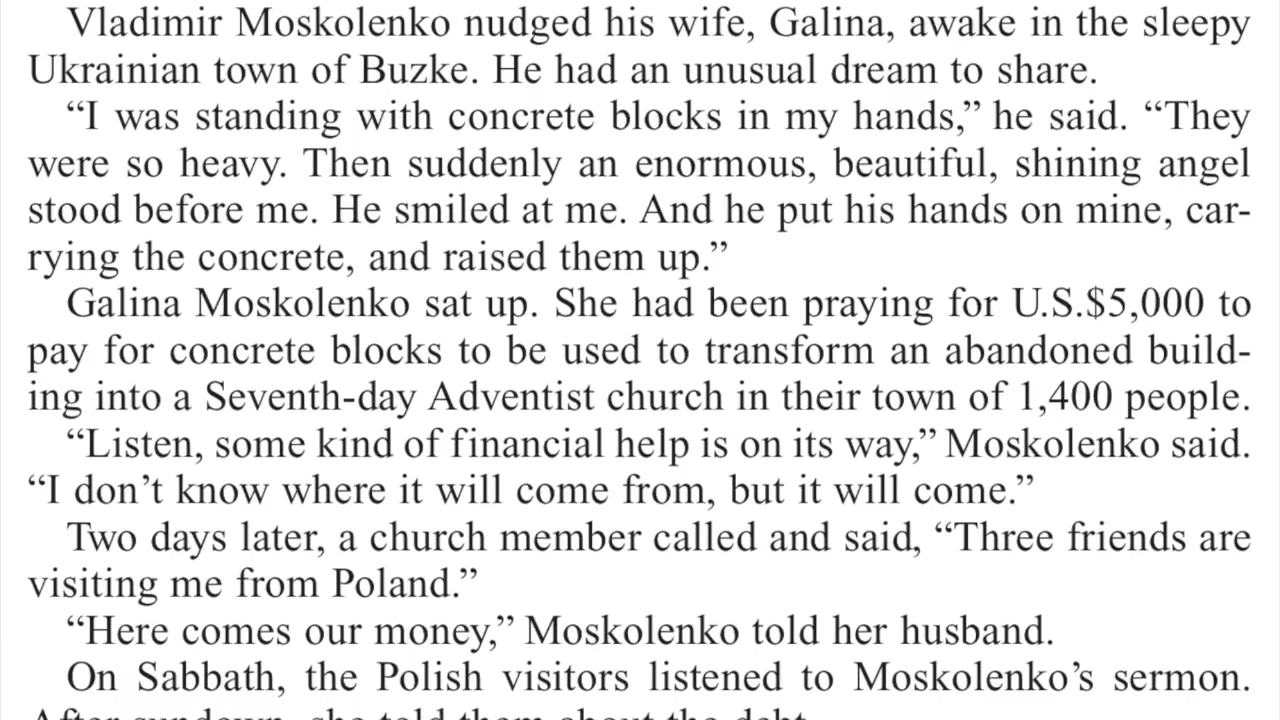 Vladimir Moskolenko nudged his wife, Galina, awake in the sleepy
Ukrainian town of Buzke. He had an unusual dream to share.
“I was standing with concrete blocks in my hands,” he said. “They
were so heavy. Then suddenly an enormous, beautiful, shining angel
stood before me. He smiled at me. And he put his hands on mine, car-
rying the concrete, and raised them up.”
Galina Moskolenko sat up. She had been praying for U.S.$5,000 to
pay for concrete blocks to be used to transform an abandoned build-
ing into a Seventh-day Adventist church in their town of 1,400 people.
“Listen, some kind of financial help is on its way,” Moskolenko said.
“I don’t know where it will come from, but it will come.”
Two days later, a church member called and said, “Three friends are
visiting me from Poland.”
“Here comes our money,” Moskolenko told her husband.
On Sabbath, the Polish visitors listened to Moskolenko’s sermon.
After sundown, she told them about the debt.